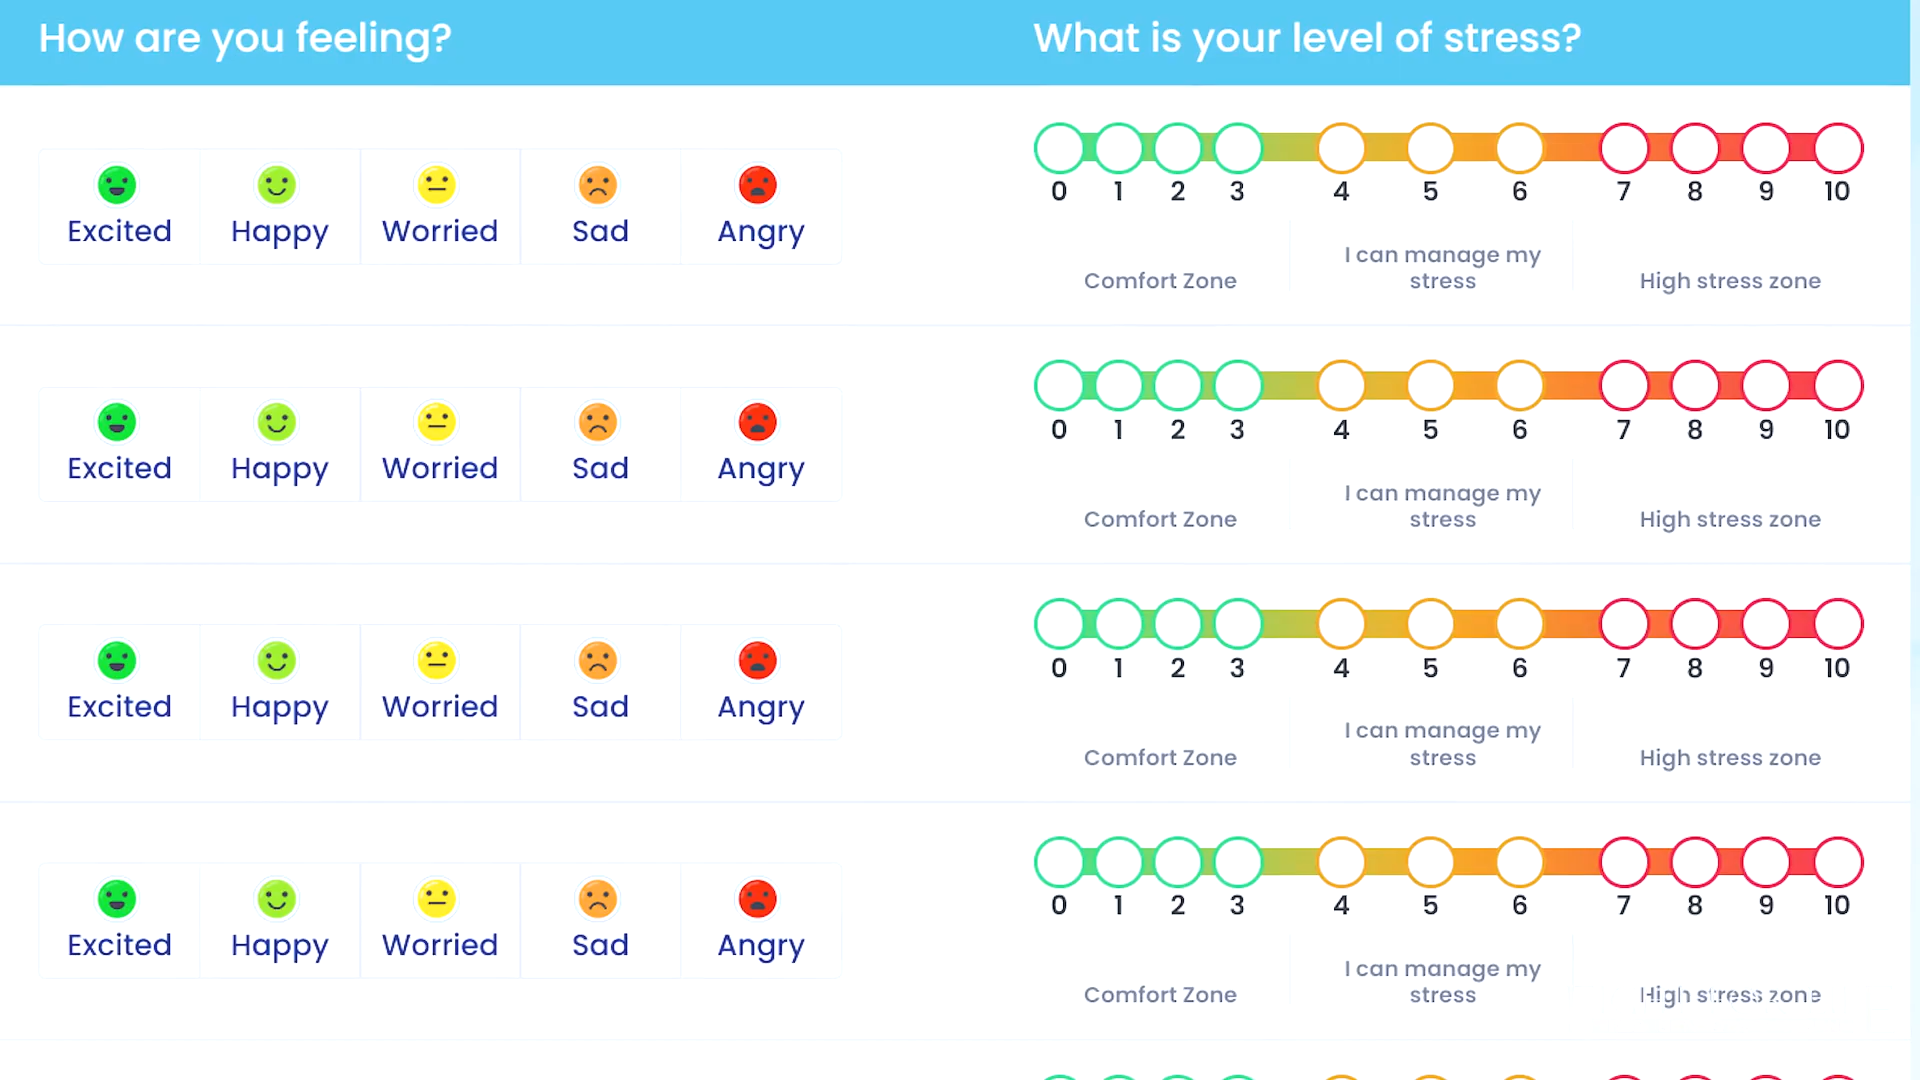 How are you feeling? What is your level of stress?
Excited Happy Worried Sad Angry
0 1 2 3 4 5 6 7 8 9 10
Comfort Zone I can manage my stress High stress zone
Excited Happy Worried Sad Angry
0 1 2 3 4 5 6 7 8 9 10
Comfort Zone I can manage my stress High stress zone
Excited Happy Worried Sad Angry
0 1 2 3 4 5 6 7 8 9 10
Comfort Zone I can manage my stress High stress zone
Excited Happy Worried Sad Angry
0 1 2 3 4 5 6 7 8 9 10
Comfort Zone I can manage my stress High stress zone